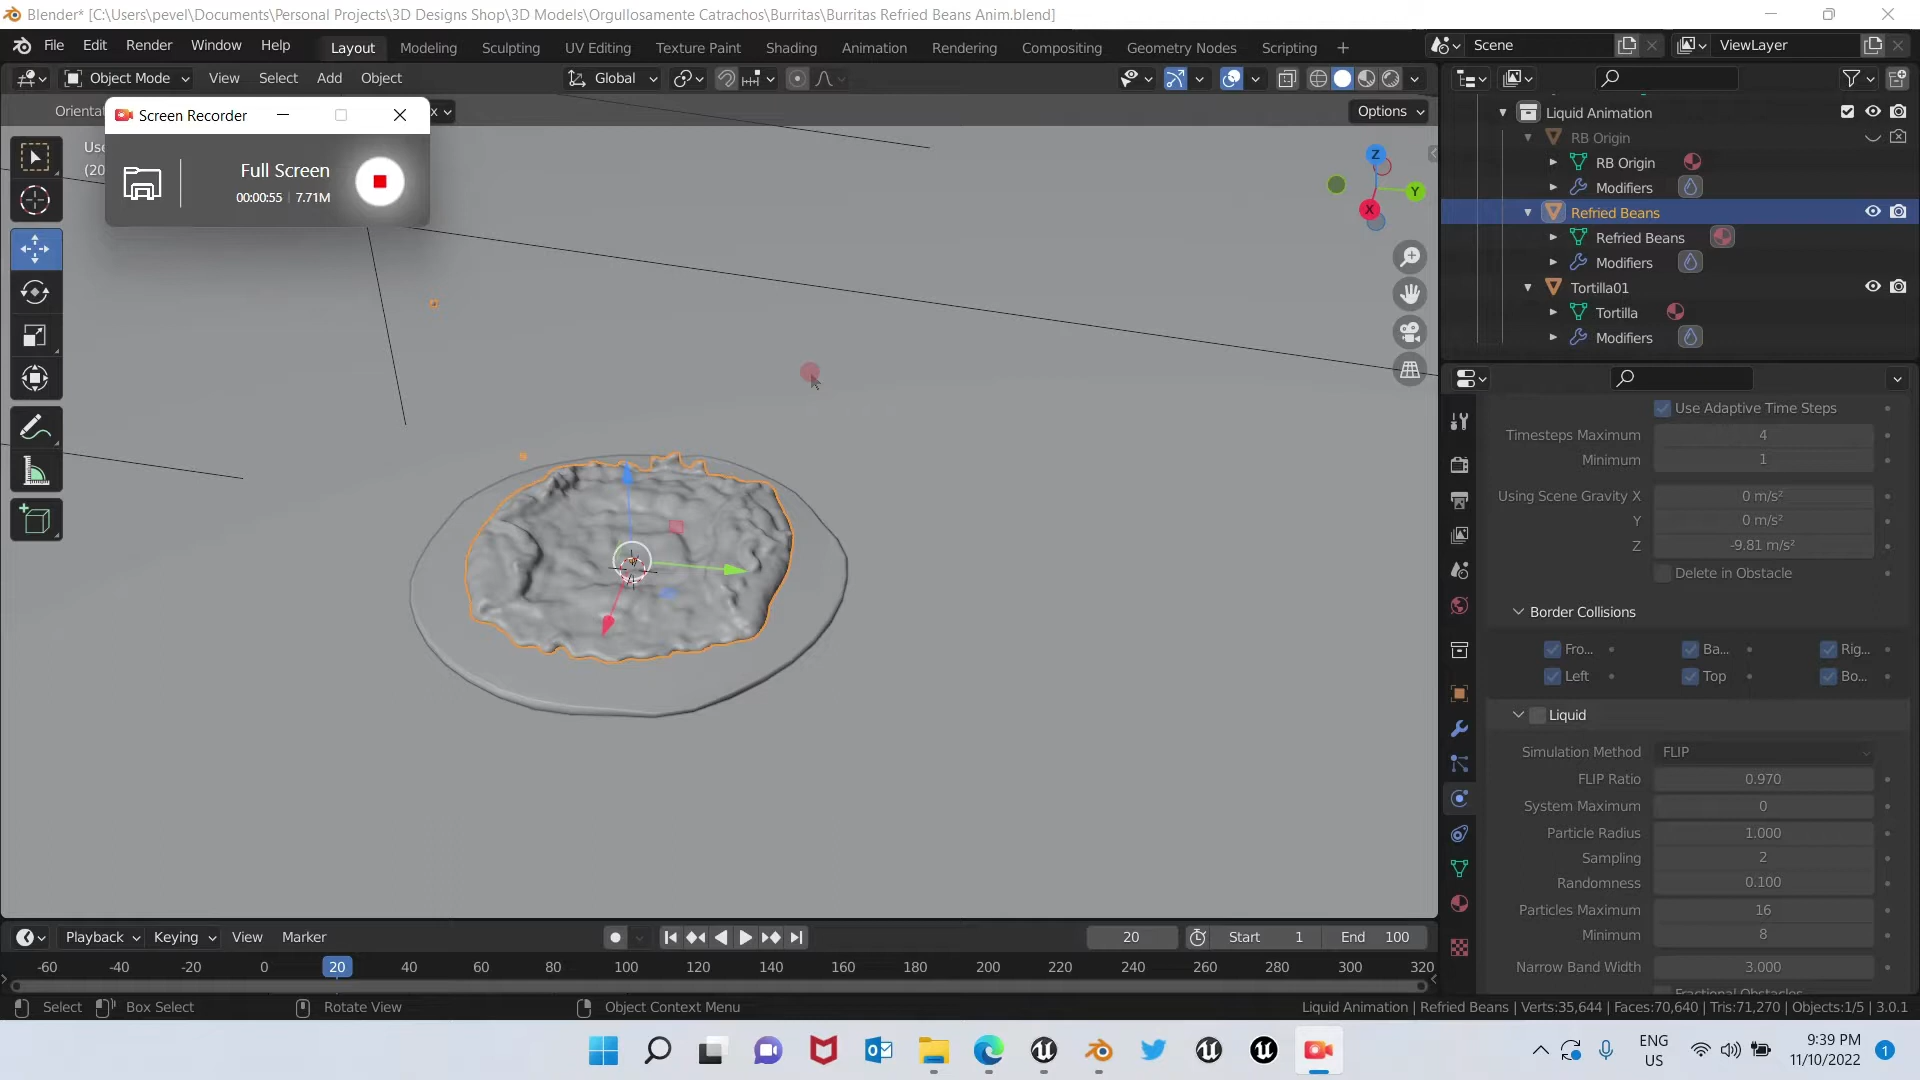 Blender* [C:\Users\pevel\Documents\Personal Projects\3D Designs Shop\3D Models\Orgullosamente Catrachos\Burritas\Burritas Refried Beans Anim.blend]
File Edit Render Window Help Layout Modeling Sculpting UV Editing Texture Paint Shading Animation Rendering Compositing Geometry Nodes Scripting + Scene ViewLayer
Object Mode View Select Add Object Global
Orienta x Options
Screen Recorder
Full Screen
00:00:55 7.71M
Use
(20
Z
Y
X
Liquid Animation
RB Origin
RB Origin
Modifiers
Refried Beans
Refried Beans
Modifiers
Tortilla01
Tortilla
Modifiers
Use Adaptive Time Steps
Timesteps Maximum 4
Minimum 1
Using Scene Gravity X 0 m/s²
Y 0 m/s²
Z -9.81 m/s²
Delete in Obstacle
Border Collisions
Fro... Ba... Rig...
Left Top Bo...
Liquid
Simulation Method FLIP
FLIP Ratio 0.970
System Maximum 0
Particle Radius 1.000
Sampling 2
Randomness 0.100
Particles Maximum 16
Minimum 8
Narrow Band Width 3.000
Fractional Obstacles
Playback Keying View Marker 20 Start 1 End 100
-60 -40 -20 0 20 40 60 80 100 120 140 160 180 200 220 240 260 280 300 320
Select Box Select Rotate View Object Context Menu Liquid Animation | Refried Beans | Verts:35,644 | Faces:70,640 | Tris:71,270 | Objects:1/5 | 3.0.1
ENG
US
9:39 PM
11/10/2022
1